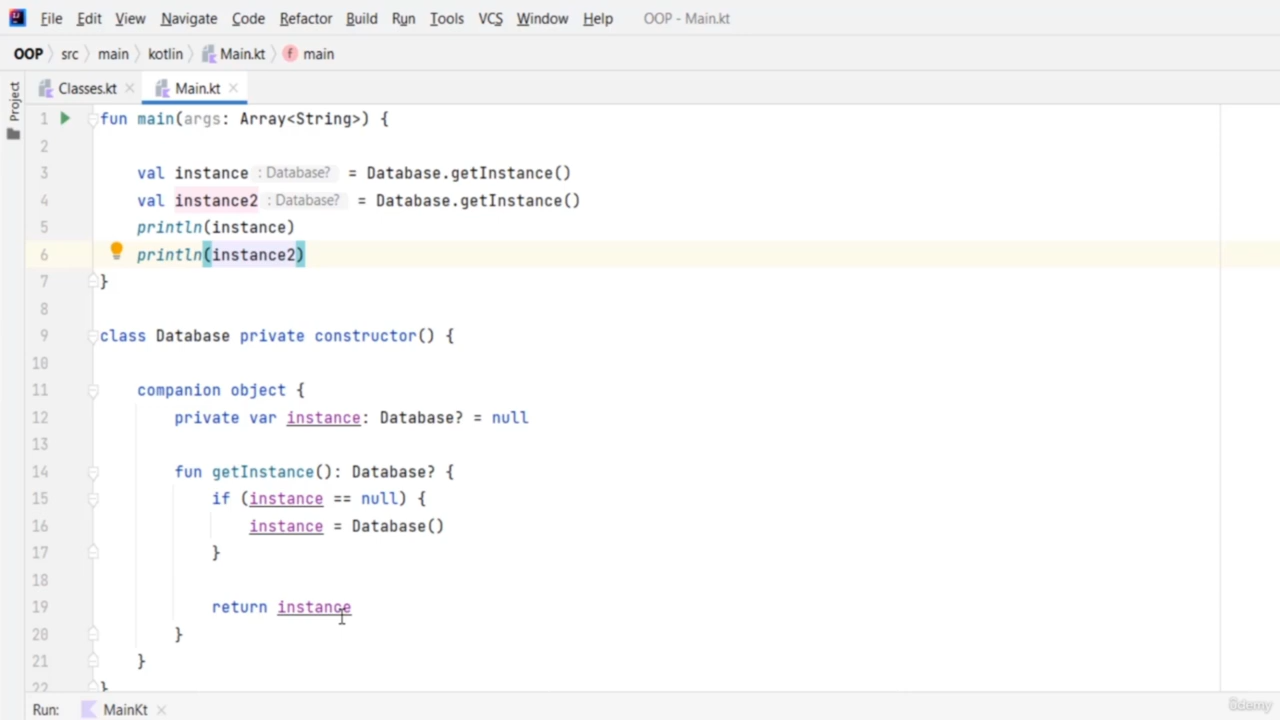 File Edit View Navigate Code Refactor Build Run Tools VCS Window Help OOP - Main.kt
OOP src main kotlin Main.kt f main
Project
Classes.kt Main.kt
1 fun main(args: Array<String>) {
2
3 val instance : Database? = Database.getInstance()
4 val instance2 : Database? = Database.getInstance()
5 println(instance)
6 println(instance2)
7 }
8
9 class Database private constructor() {
10
11 companion object {
12 private var instance: Database? = null
13
14 fun getInstance(): Database? {
15 if (instance == null) {
16 instance = Database()
17 }
18
19 return instance
20 }
21 }
22 }
Run: MainKt
ûdemy